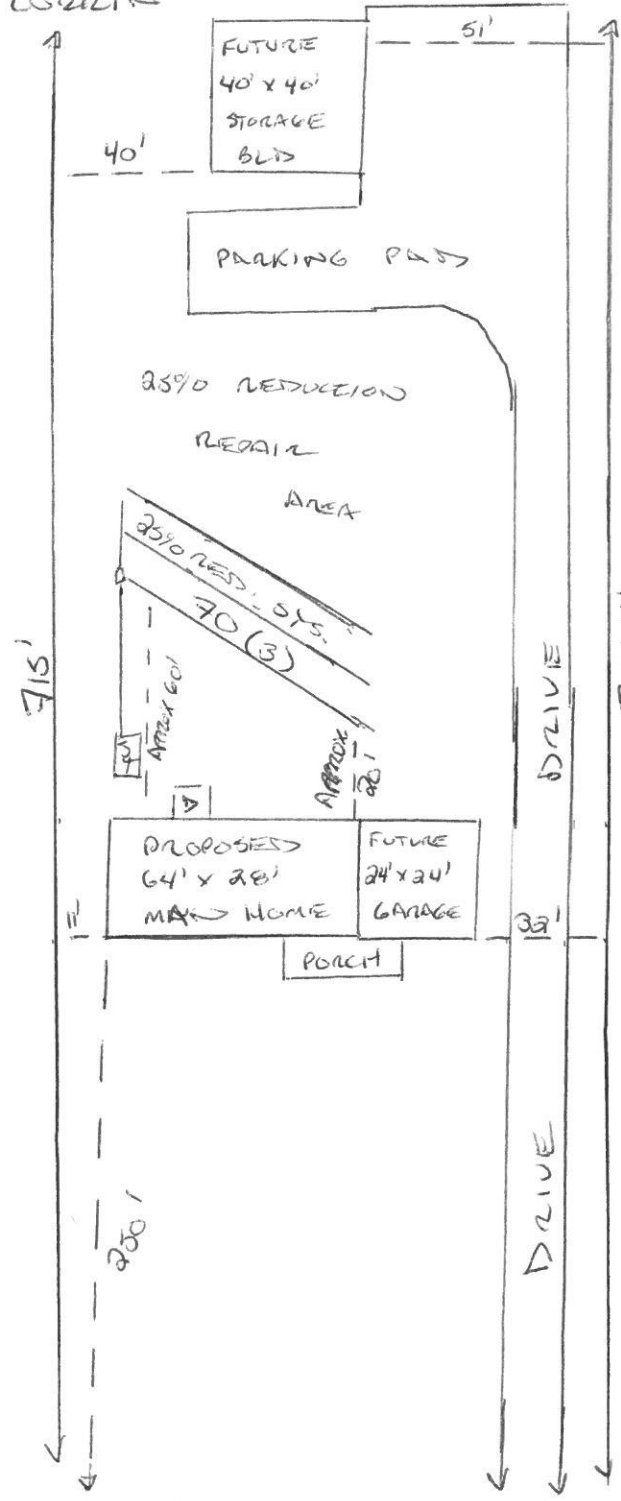 51'
FUTURE
40' X 40'
STORAGE
BLD
40'
PARKING PAD
25% REDUCTION
REPAIR
AREA
25% RED. SYS.
70 (3)
715'
APPROX 60'
APPROX
20'
DRIVE
PROPOSED
64' X 28'
MAIN HOME
FUTURE
24' X 24'
GARAGE
11'
32'
PORCH
250'
DRIVE